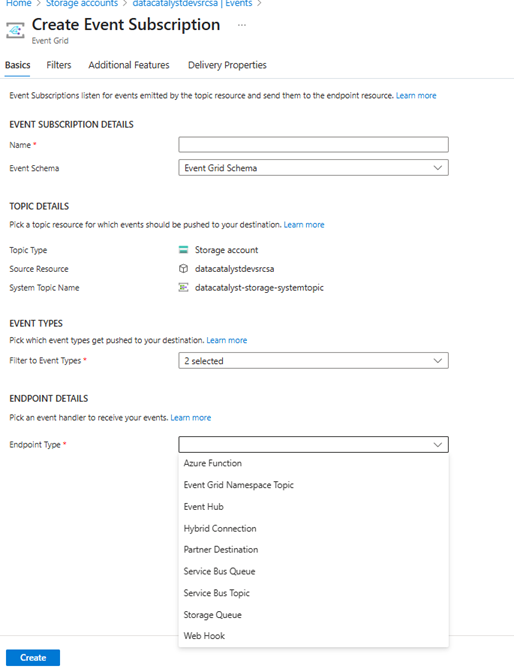 Home > Storage accounts > datacatalystdevsrcsa | Events >
Create Event Subscription ...
Event Grid
Basics Filters Additional Features Delivery Properties
Event Subscriptions listen for events emitted by the topic resource and send them to the endpoint resource. Learn more
EVENT SUBSCRIPTION DETAILS
Name *
Event Schema Event Grid Schema
TOPIC DETAILS
Pick a topic resource for which events should be pushed to your destination. Learn more
Topic Type Storage account
Source Resource datacatalystdevsrcsa
System Topic Name datacatalyst-storage-systemtopic
EVENT TYPES
Pick which event types get pushed to your destination. Learn more
Filter to Event Types * 2 selected
ENDPOINT DETAILS
Pick an event handler to receive your events. Learn more
Endpoint Type *
Azure Function
Event Grid Namespace Topic
Event Hub
Hybrid Connection
Partner Destination
Service Bus Queue
Service Bus Topic
Storage Queue
Web Hook
Create